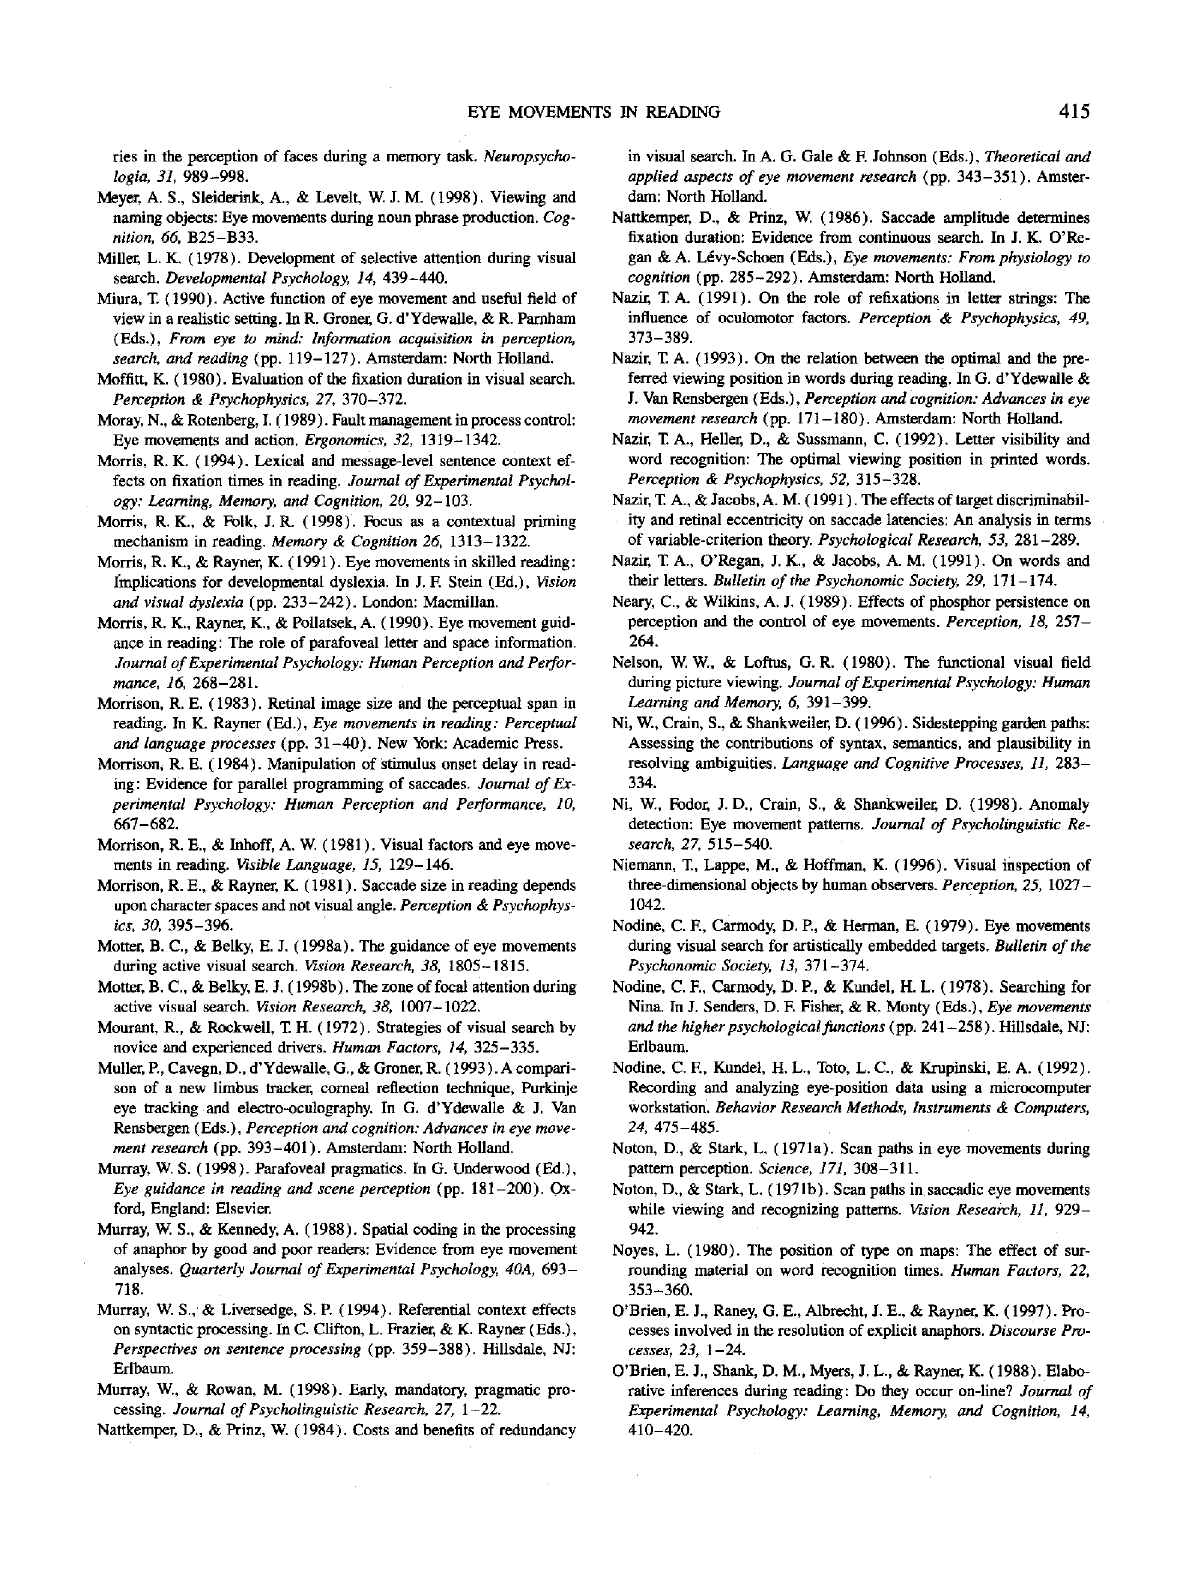 EYE MOVEMENTS IN READING
415
ries in the perception of faces during a memory task. Neuropsycho-
logia, 31, 989–998.
Meyer, A. S., Sleiderink, A., & Levelt, W. J. M. (1998). Viewing and
naming objects: Eye movements during noun phrase production. Cog-
nition, 66, B25–B33.
Miller, L. K. (1978). Development of selective attention during visual
search. Developmental Psychology, 14, 439–440.
Miura, T. (1990). Active function of eye movement and useful field of
view in a realistic setting. In R. Groner, G. d'Ydewalle, & R. Parnham
(Eds.), From eye to mind: Information acquisition in perception,
search, and reading (pp. 119–127). Amsterdam: North Holland.
Moffitt, K. (1980). Evaluation of the fixation duration in visual search.
Perception & Psychophysics, 27, 370–372.
Moray, N., & Rotenberg, I. (1989). Fault management in process control:
Eye movements and action. Ergonomics, 32, 1319–1342.
Morris, R. K. (1994). Lexical and message-level sentence context ef-
fects on fixation times in reading. Journal of Experimental Psychol-
ogy: Learning, Memory, and Cognition, 20, 92–103.
Morris, R. K., & Folk, J. R. (1998). Focus as a contextual priming
mechanism in reading. Memory & Cognition 26, 1313–1322.
Morris, R. K., & Rayner, K. (1991). Eye movements in skilled reading:
Implications for developmental dyslexia. In J. F. Stein (Ed.), Vision
and visual dyslexia (pp. 233–242). London: Macmillan.
Morris, R. K., Rayner, K., & Pollatsek, A. (1990). Eye movement guid-
ance in reading: The role of parafoveal letter and space information.
Journal of Experimental Psychology: Human Perception and Perfor-
mance, 16, 268–281.
Morrison, R. E. (1983). Retinal image size and the perceptual span in
reading. In K. Rayner (Ed.), Eye movements in reading: Perceptual
and language processes (pp. 31–40). New York: Academic Press.
Morrison, R. E. (1984). Manipulation of stimulus onset delay in read-
ing: Evidence for parallel programming of saccades. Journal of Ex-
perimental Psychology: Human Perception and Performance, 10,
667–682.
Morrison, R. E., & Inhoff, A. W. (1981). Visual factors and eye move-
ments in reading. Visible Language, 15, 129–146.
Morrison, R. E., & Rayner, K. (1981). Saccade size in reading depends
upon character spaces and not visual angle. Perception & Psychophys-
ics, 30, 395–396.
Motter, B. C., & Belky, E. J. (1998a). The guidance of eye movements
during active visual search. Vision Research, 38, 1805–1815.
Motter, B. C., & Belky, E. J. (1998b). The zone of focal attention during
active visual search. Vision Research, 38, 1007–1022.
Mourant, R., & Rockwell, T. H. (1972). Strategies of visual search by
novice and experienced drivers. Human Factors, 14, 325–335.
Muller, P., Cavegn, D., d'Ydewalle, G., & Groner, R. (1993). A compari-
son of a new limbus tracker, corneal reflection technique, Purkinje
eye tracking and electro-oculography. In G. d'Ydewalle & J. Van
Rensbergen (Eds.), Perception and cognition: Advances in eye move-
ment research (pp. 393–401). Amsterdam: North Holland.
Murray, W. S. (1998). Parafoveal pragmatics. In G. Underwood (Ed.),
Eye guidance in reading and scene perception (pp. 181–200). Ox-
ford, England: Elsevier.
Murray, W. S., & Kennedy, A. (1988). Spatial coding in the processing
of anaphor by good and poor readers: Evidence from eye movement
analyses. Quarterly Journal of Experimental Psychology, 40A, 693–
718.
Murray, W. S., & Liversedge, S. P. (1994). Referential context effects
on syntactic processing. In C. Clifton, L. Frazier, & K. Rayner (Eds.),
Perspectives on sentence processing (pp. 359–388). Hillsdale, NJ:
Erlbaum.
Murray, W., & Rowan, M. (1998). Early, mandatory, pragmatic pro-
cessing. Journal of Psycholinguistic Research, 27, 1–22.
Nattkemper, D., & Prinz, W. (1984). Costs and benefits of redundancy
in visual search. In A. G. Gale & F. Johnson (Eds.), Theoretical and
applied aspects of eye movement research (pp. 343–351). Amster-
dam: North Holland.
Nattkemper, D., & Prinz, W. (1986). Saccade amplitude determines
fixation duration: Evidence from continuous search. In J. K. O'Re-
gan & A. Lévy-Schoen (Eds.), Eye movements: From physiology to
cognition (pp. 285–292). Amsterdam: North Holland.
Nazir, T. A. (1991). On the role of refixations in letter strings: The
influence of oculomotor factors. Perception & Psychophysics, 49,
373–389.
Nazir, T. A. (1993). On the relation between the optimal and the pre-
ferred viewing position in words during reading. In G. d'Ydewalle &
J. Van Rensbergen (Eds.), Perception and cognition: Advances in eye
movement research (pp. 171–180). Amsterdam: North Holland.
Nazir, T. A., Heller, D., & Sussmann, C. (1992). Letter visibility and
word recognition: The optimal viewing position in printed words.
Perception & Psychophysics, 52, 315–328.
Nazir, T. A., & Jacobs, A. M. (1991). The effects of target discriminabil-
ity and retinal eccentricity on saccade latencies: An analysis in terms
of variable-criterion theory. Psychological Research, 53, 281–289.
Nazir, T. A., O'Regan, J. K., & Jacobs, A. M. (1991). On words and
their letters. Bulletin of the Psychonomic Society, 29, 171–174.
Neary, C., & Wilkins, A. J. (1989). Effects of phosphor persistence on
perception and the control of eye movements. Perception, 18, 257–
264.
Nelson, W. W., & Loftus, G. R. (1980). The functional visual field
during picture viewing. Journal of Experimental Psychology: Human
Learning and Memory, 6, 391–399.
Ni, W., Crain, S., & Shankweiler, D. (1996). Sidestepping garden paths:
Assessing the contributions of syntax, semantics, and plausibility in
resolving ambiguities. Language and Cognitive Processes, 11, 283–
334.
Ni, W., Fodor, J. D., Crain, S., & Shankweiler, D. (1998). Anomaly
detection: Eye movement patterns. Journal of Psycholinguistic Re-
search, 27, 515–540.
Niemann, T., Lappe, M., & Hoffman, K. (1996). Visual inspection of
three-dimensional objects by human observers. Perception, 25, 1027–
1042.
Nodine, C. F., Carmody, D. P., & Herman, E. (1979). Eye movements
during visual search for artistically embedded targets. Bulletin of the
Psychonomic Society, 13, 371–374.
Nodine, C. F., Carmody, D. P., & Kundel, H. L. (1978). Searching for
Nina. In J. Senders, D. F. Fisher, & R. Monty (Eds.), Eye movements
and the higher psychological functions (pp. 241–258). Hillsdale, NJ:
Erlbaum.
Nodine, C. F., Kundel, H. L., Toto, L. C., & Krupinski, E. A. (1992).
Recording and analyzing eye-position data using a microcomputer
workstation. Behavior Research Methods, Instruments & Computers,
24, 475–485.
Noton, D., & Stark, L. (1971a). Scan paths in eye movements during
pattern perception. Science, 171, 308–311.
Noton, D., & Stark, L. (1971b). Scan paths in saccadic eye movements
while viewing and recognizing patterns. Vision Research, 11, 929–
942.
Noyes, L. (1980). The position of type on maps: The effect of sur-
rounding material on word recognition times. Human Factors, 22,
353–360.
O'Brien, E. J., Raney, G. E., Albrecht, J. E., & Rayner, K. (1997). Pro-
cesses involved in the resolution of explicit anaphors. Discourse Pro-
cesses, 23, 1–24.
O'Brien, E. J., Shank, D. M., Myers, J. L., & Rayner, K. (1988). Elabo-
rative inferences during reading: Do they occur on-line? Journal of
Experimental Psychology: Learning, Memory, and Cognition, 14,
410–420.